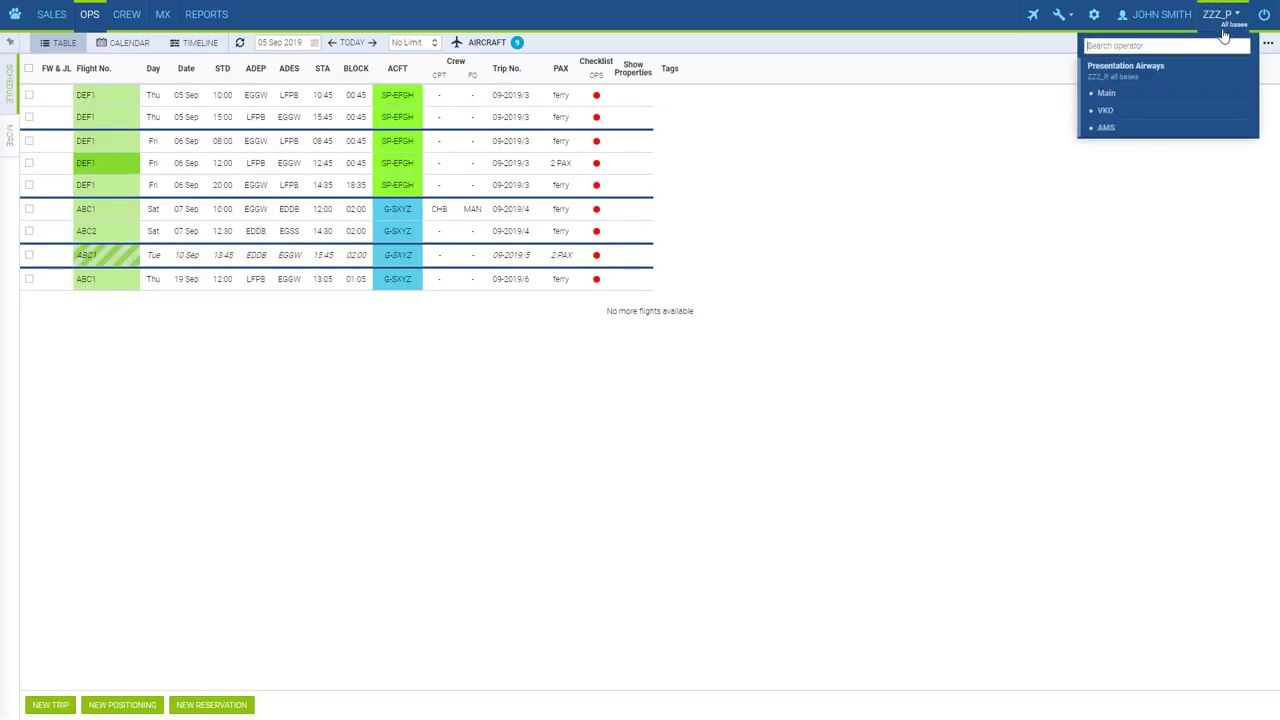 SALES OPS CREW MX REPORTS JOHN SMITH ZZZ_P
All bases
TABLE CALENDAR TIMELINE 05 Sep 2019 TODAY No Limit AIRCRAFT 9
Search operator
Presentation Airways
ZZZ_P, all bases
Main
VKO
AMS
SCHEDULE
MORE
FW & JL Flight No. Day Date STD ADEP ADES STA BLOCK ACFT Crew Trip No. PAX Checklist Show Properties Tags
CPT FO OPS
DEF1 Thu 05 Sep 10:00 EGGW LFPB 10:45 00:45 SP-EFGH - - 09-2019/3 ferry
DEF1 Thu 05 Sep 15:00 LFPB EGGW 15:45 00:45 SP-EFGH - - 09-2019/3 ferry
DEF1 Fri 06 Sep 08:00 EGGW LFPB 08:45 00:45 SP-EFGH - - 09-2019/3 ferry
DEF1 Fri 06 Sep 12:00 LFPB EGGW 12:45 00:45 SP-EFGH - - 09-2019/3 2 PAX
DEF1 Fri 06 Sep 20:00 EGGW LFPB 14:35 18:35 SP-EFGH - - 09-2019/3 ferry
ABC1 Sat 07 Sep 10:00 EGGW EDDB 12:00 02:00 G-SXYZ CHB MAN 09-2019/4 ferry
ABC2 Sat 07 Sep 12:30 EDDB EGSS 14:30 02:00 G-SXYZ - - 09-2019/4 ferry
ABC1 Tue 10 Sep 13:45 EDDB EGGW 15:45 02:00 G-SXYZ - - 09-2019/5 2 PAX
ABC1 Thu 19 Sep 12:00 LFPB EGGW 13:05 01:05 G-SXYZ - - 09-2019/6 ferry
No more flights available
NEW TRIP NEW POSITIONING NEW RESERVATION